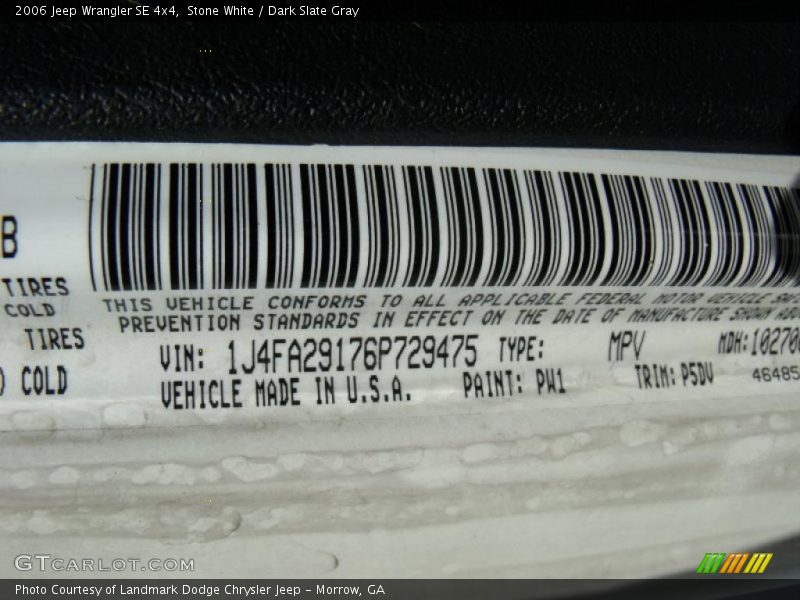 2006 Jeep Wrangler SE 4x4, Stone White / Dark Slate Gray
B
TIRES
COLD
TIRES
COLD
THIS VEHICLE CONFORMS TO ALL APPLICABLE FEDERAL MOTOR VEHICLE
PREVENTION STANDARDS IN EFFECT ON THE DATE OF MANUFACTURE SHOWN
VIN: 1J4FA29176P729475 TYPE: MPV MDH: 10270
VEHICLE MADE IN U.S.A. PAINT: PW1 TRIM: P5DV 46485
GTCARLOT.COM
Photo Courtesy of Landmark Dodge Chrysler Jeep - Morrow, GA